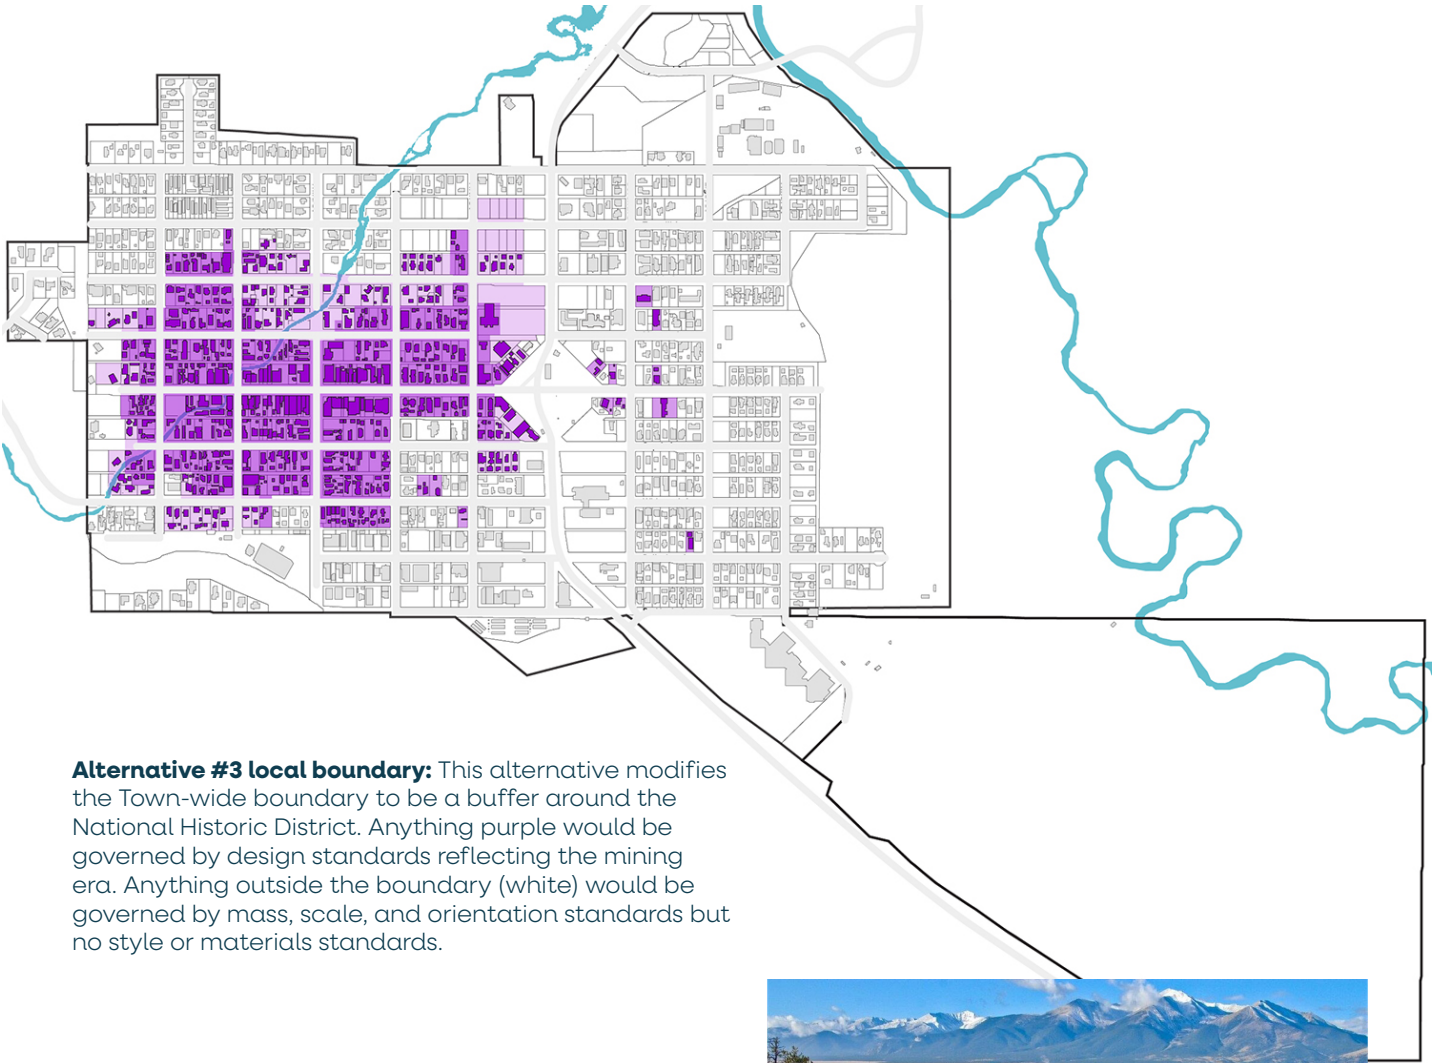 Alternative #3 local boundary: This alternative modifies
the Town-wide boundary to be a buffer around the
National Historic District. Anything purple would be
governed by design standards reflecting the mining
era. Anything outside the boundary (white) would be
governed by mass, scale, and orientation standards but
no style or materials standards.